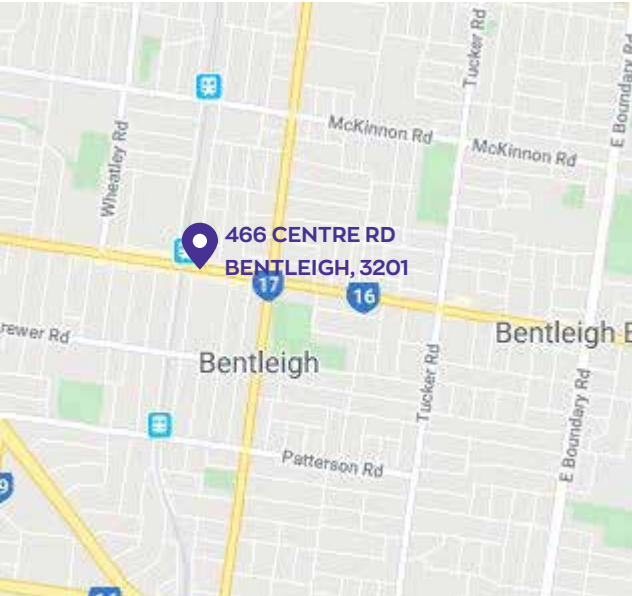 Tucker Rd
E Boundary Rd
McKinnon Rd
McKinnon Rd
Wheatley Rd
466 CENTRE RD
BENTLEIGH, 3201
17
16
rewer Rd
Bentleigh
Bentleigh E
Tucker Rd
E Boundary Rd
Patterson Rd
9